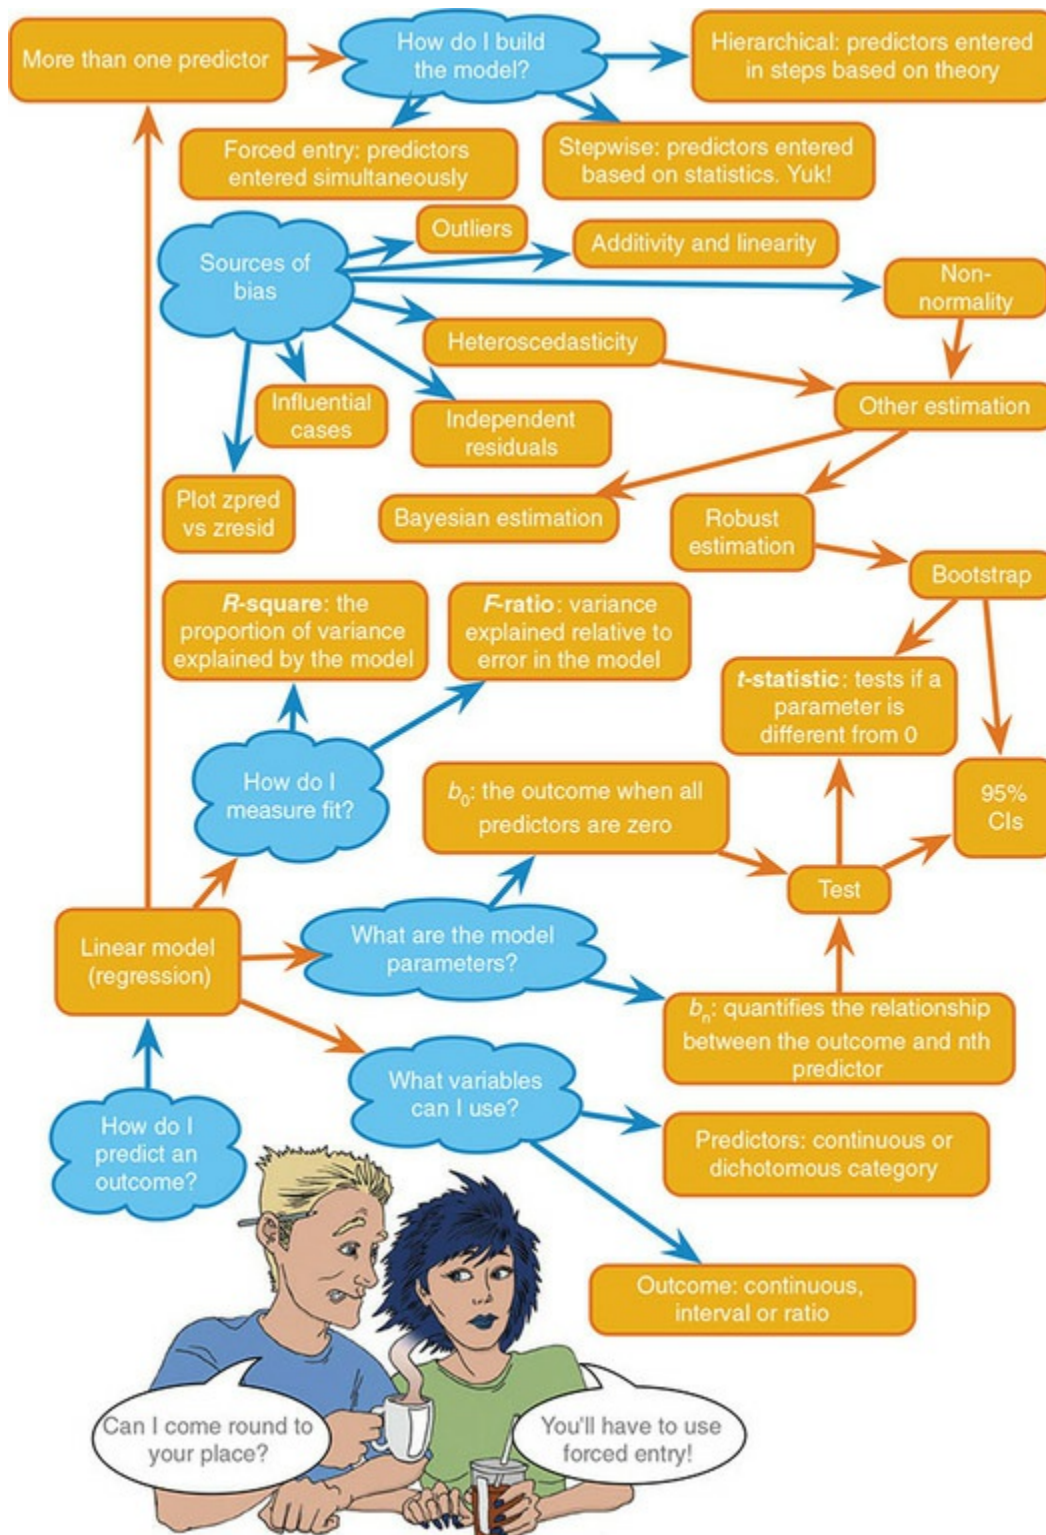 More than one predictor
How do I build
the model?
Hierarchical: predictors entered
in steps based on theory
Forced entry: predictors
entered simultaneously
Stepwise: predictors entered
based on statistics. Yuk!
Outliers
Additivity and linearity
Sources of
bias
Non-
normality
Heteroscedasticity
Influential
cases
Independent
residuals
Other estimation
Plot zpred
vs zresid
Bayesian estimation
Robust
estimation
Bootstrap
R-square: the
proportion of variance
explained by the model
F-ratio: variance
explained relative to
error in the model
t-statistic: tests if a
parameter is
different from 0
How do I
measure fit?
b0: the outcome when all
predictors are zero
95%
CIs
Test
Linear model
(regression)
What are the model
parameters?
bn: quantifies the relationship
between the outcome and nth
predictor
What variables
can I use?
How do I
predict an
outcome?
Predictors: continuous or
dichotomous category
Outcome: continuous,
interval or ratio
Can I come round to
your place?
You'll have to use
forced entry!